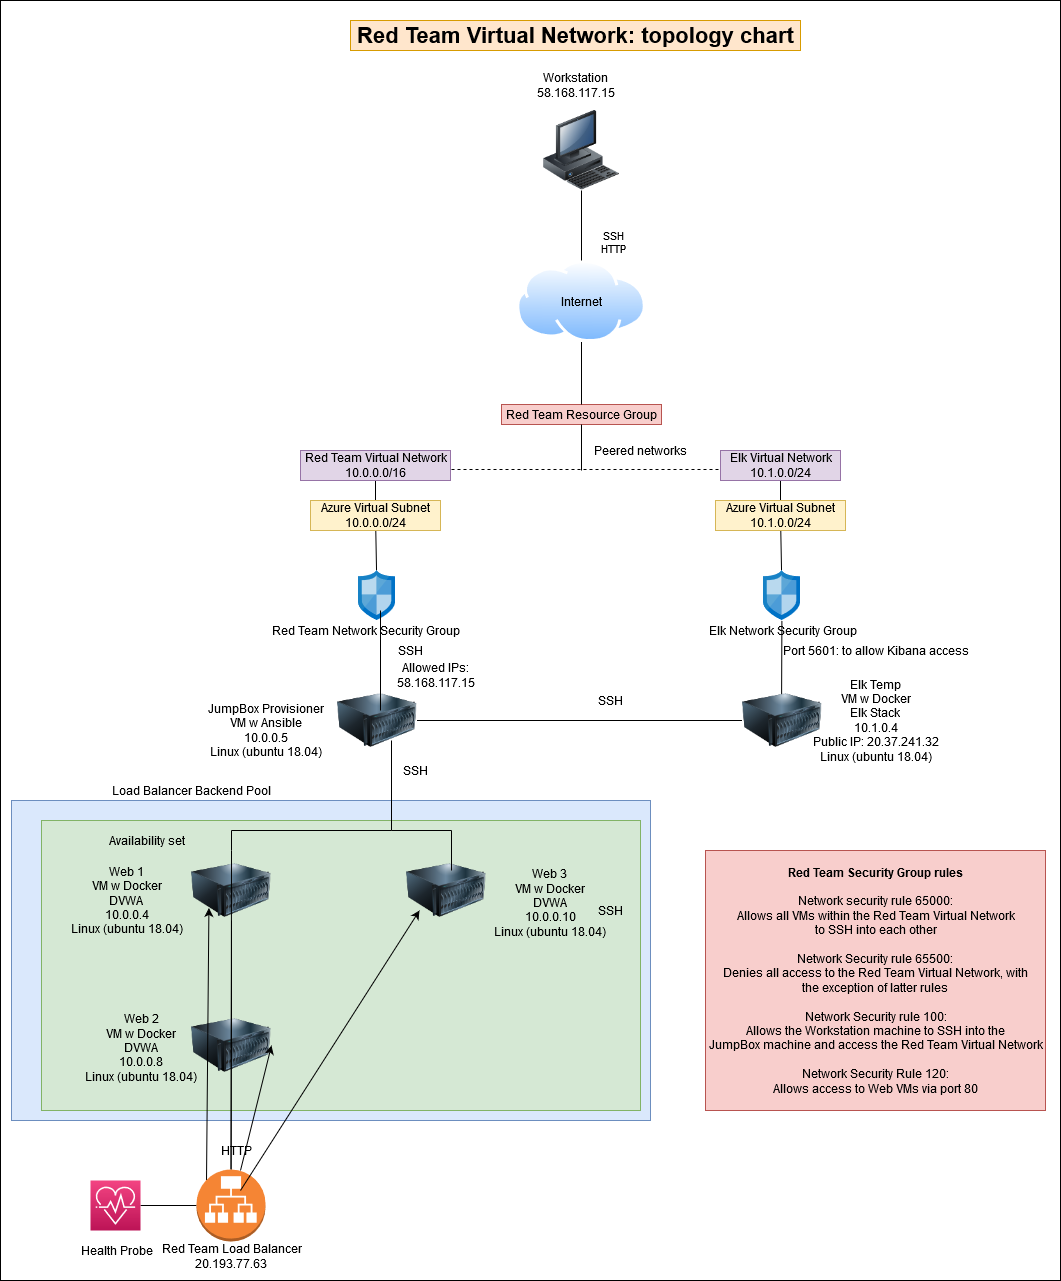 Red Team Virtual Network: topology chart
Workstation
58.168.117.15
SSH
HTTP
Internet
Red Team Resource Group
Peered networks
Red Team Virtual Network
10.0.0.0/16
Elk Virtual Network
10.1.0.0/24
Azure Virtual Subnet
10.0.0.0/24
Azure Virtual Subnet
10.1.0.0/24
Red Team Network Security Group
Elk Network Security Group
SSH
Allowed IPs:
58.168.117.15
Port 5601: to allow Kibana access
JumpBox Provisioner
VM w Ansible
10.0.0.5
Linux (ubuntu 18.04)
SSH
Elk Temp
VM w Docker
Elk Stack
10.1.0.4
Public IP: 20.37.241.32
Linux (ubuntu 18.04)
SSH
Load Balancer Backend Pool
Availability set
Web 1
VM w Docker
DVWA
10.0.0.4
Linux (ubuntu 18.04)
Web 3
VM w Docker
DVWA
10.0.0.10
Linux (ubuntu 18.04)
SSH
Web 2
VM w Docker
DVWA
10.0.0.8
Linux (ubuntu 18.04)
Red Team Security Group rules
Network security rule 65000:
Allows all VMs within the Red Team Virtual Network
to SSH into each other
Network Security rule 65500:
Denies all access to the Red Team Virtual Network, with
the exception of latter rules
Network Security rule 100:
Allows the Workstation machine to SSH into the
JumpBox machine and access the Red Team Virtual Network
Network Security Rule 120:
Allows access to Web VMs via port 80
HTTP
Health Probe
Red Team Load Balancer
20.193.77.63